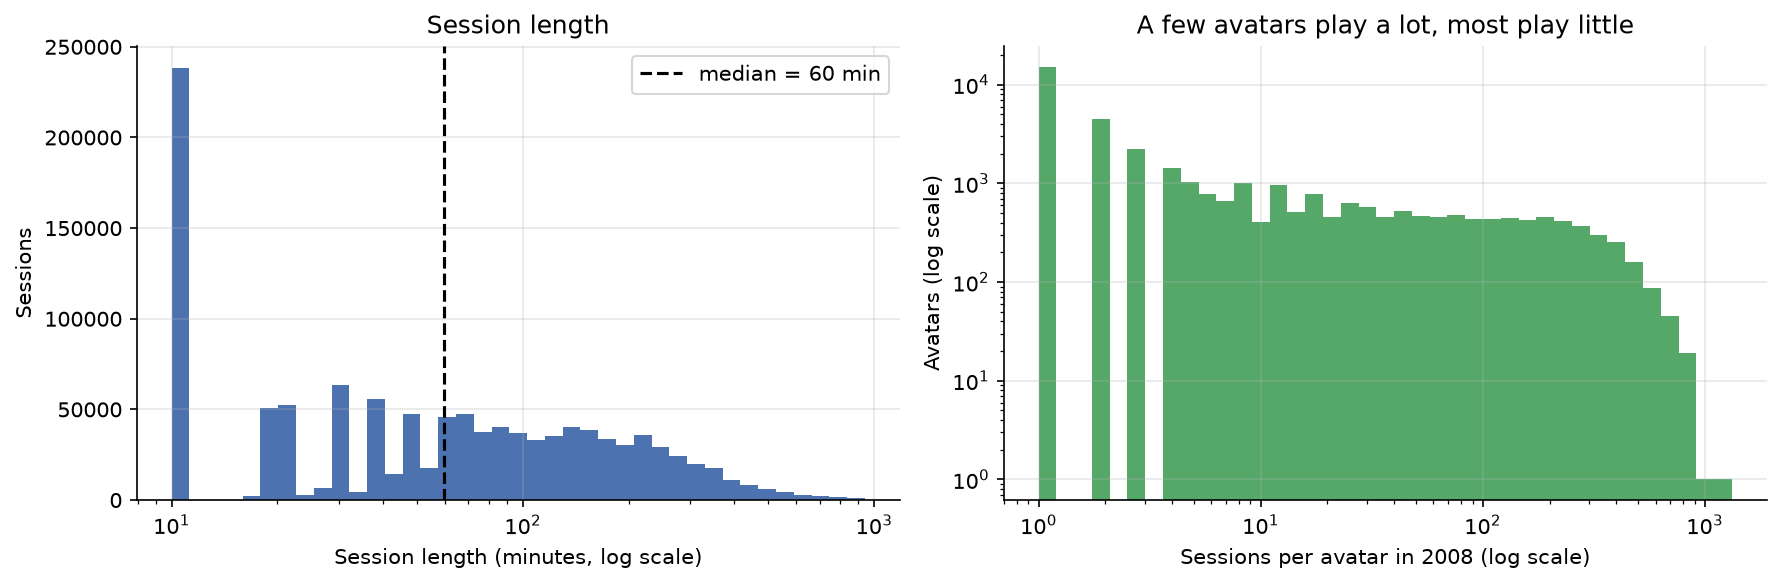 Session length
250000
200000
150000
100000
50000
0
Sessions
median = 60 min
10¹
10²
10³
Session length (minutes, log scale)
A few avatars play a lot, most play little
10⁴
10³
10²
10¹
10⁰
Avatars (log scale)
10⁰
10¹
10²
10³
Sessions per avatar in 2008 (log scale)